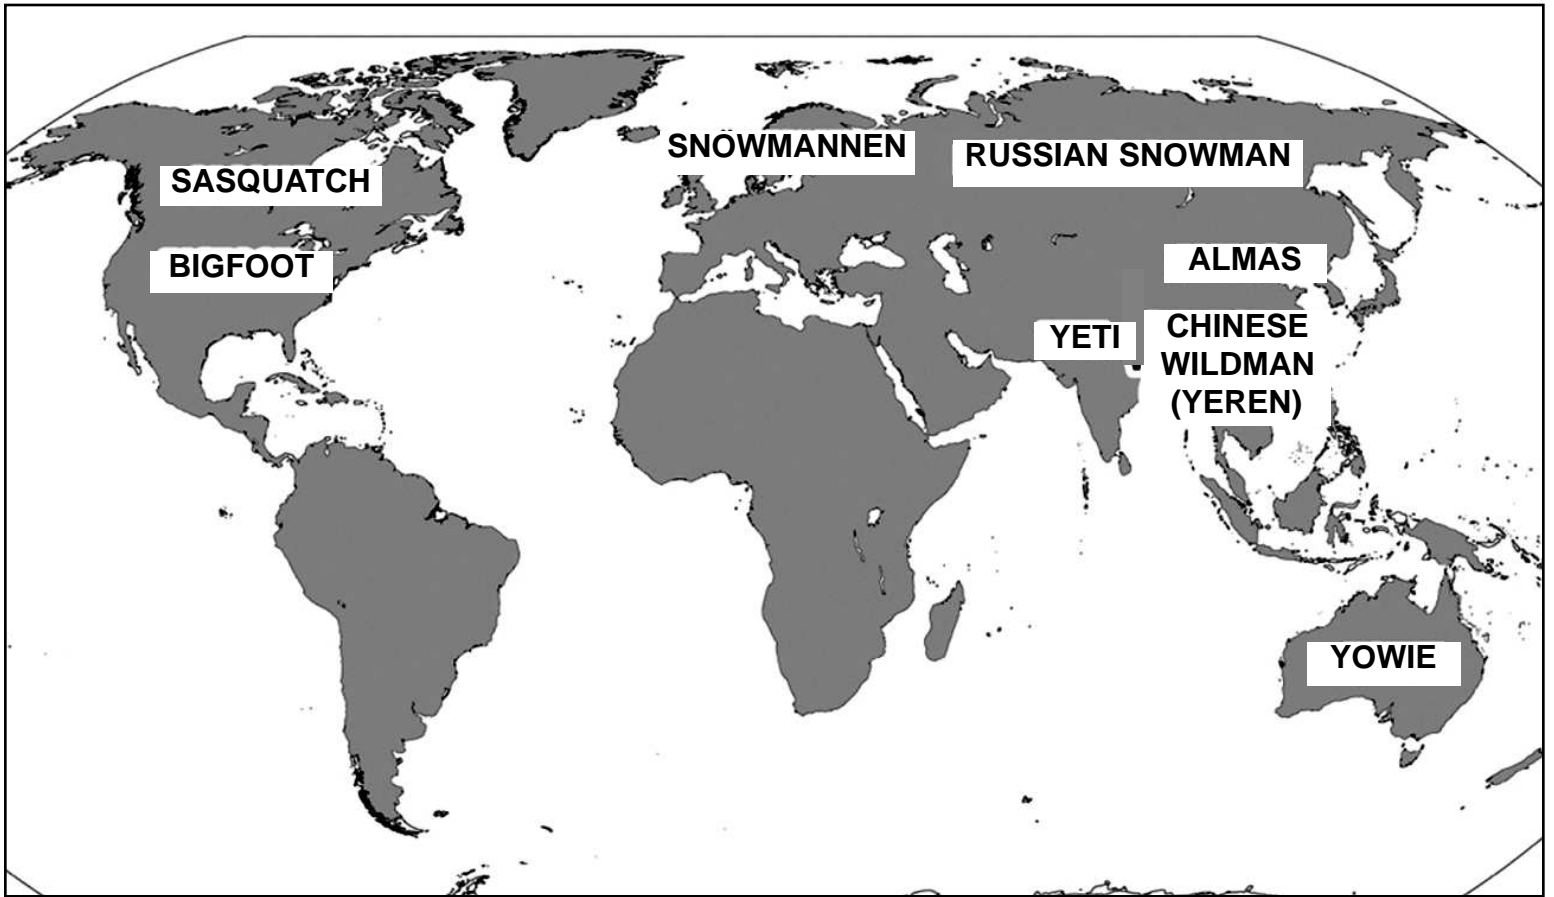 SNOWMANNEN
RUSSIAN SNOWMAN
SASQUATCH
BIGFOOT
ALMAS
YETI
CHINESE
WILDMAN
(YEREN)
YOWIE